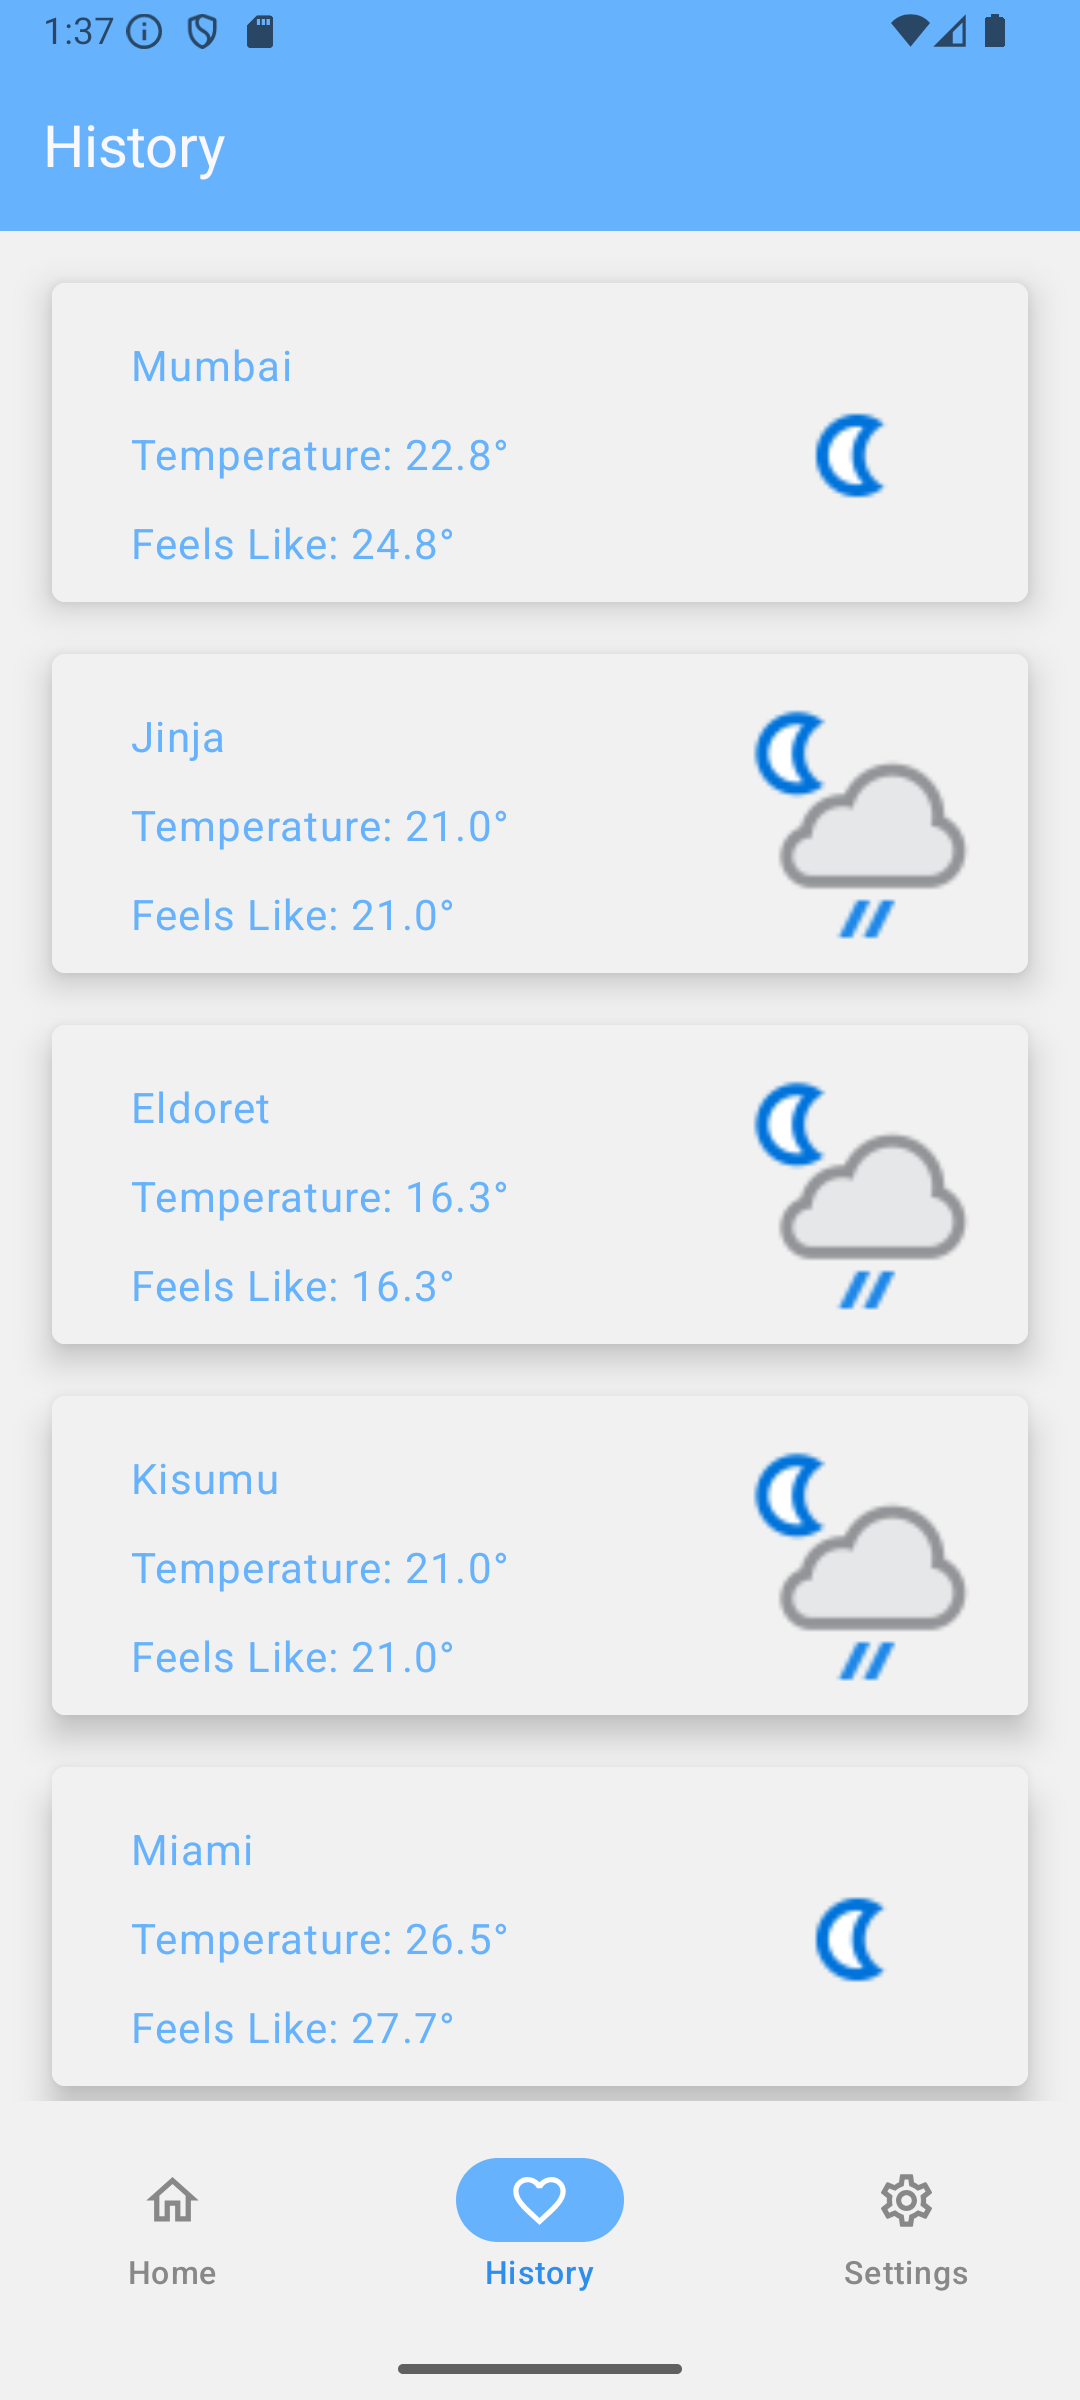 1:37
History
Mumbai
Temperature: 22.8°
Feels Like: 24.8°
Jinja
Temperature: 21.0°
Feels Like: 21.0°
Eldoret
Temperature: 16.3°
Feels Like: 16.3°
Kisumu
Temperature: 21.0°
Feels Like: 21.0°
Miami
Temperature: 26.5°
Feels Like: 27.7°
Home
History
Settings